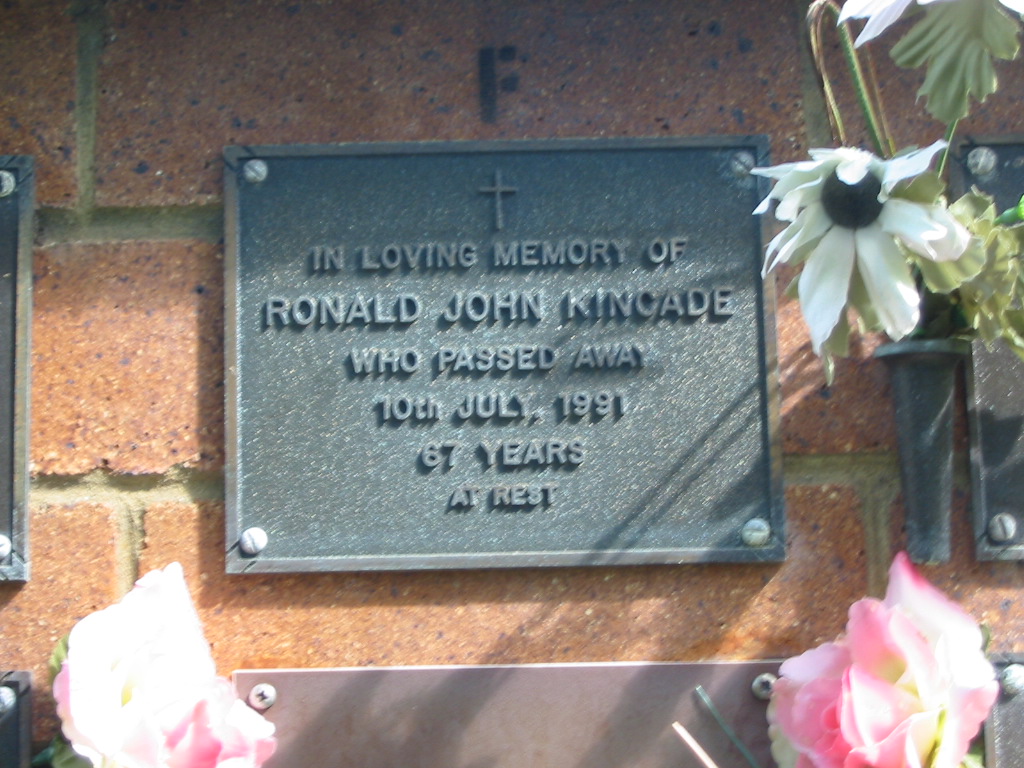 F
IN LOVING MEMORY OF
RONALD JOHN KINCADE
WHO PASSED AWAY
10th JULY, 1991
67 YEARS
AT REST